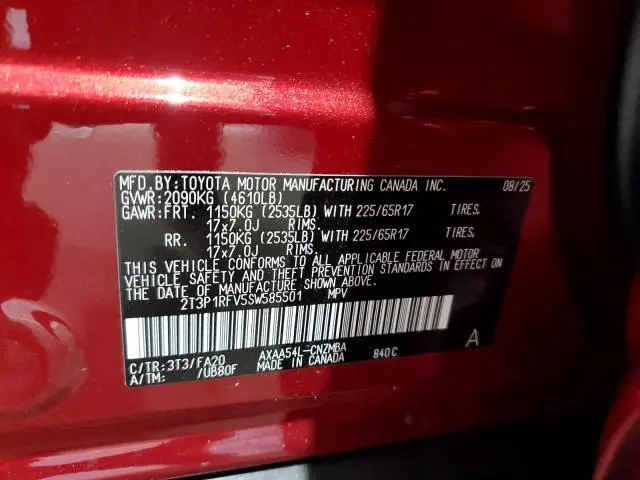 MFD.BY:TOYOTA MOTOR MANUFACTURING CANADA INC. 08/25
GVWR:2090KG (4610LB)
GAWR:FRT. 1150KG (2535LB) WITH 225/65R17 TIRES,
17x7.0J RIMS.
RR. 1150KG (2535LB) WITH 225/65R17 TIRES,
17x7.0J RIMS.
THIS VEHICLE CONFORMS TO ALL APPLICABLE FEDERAL MOTOR
VEHICLE SAFETY AND THEFT PREVENTION STANDARDS IN EFFECT ON
THE DATE OF MANUFACTURE SHOWN ABOVE.
2T3P1RFV5SW585501 MPV
C/TR:3T3/FA20 AXAA54L-CNZMBA 840C A
A/TM: /UB80F MADE IN CANADA